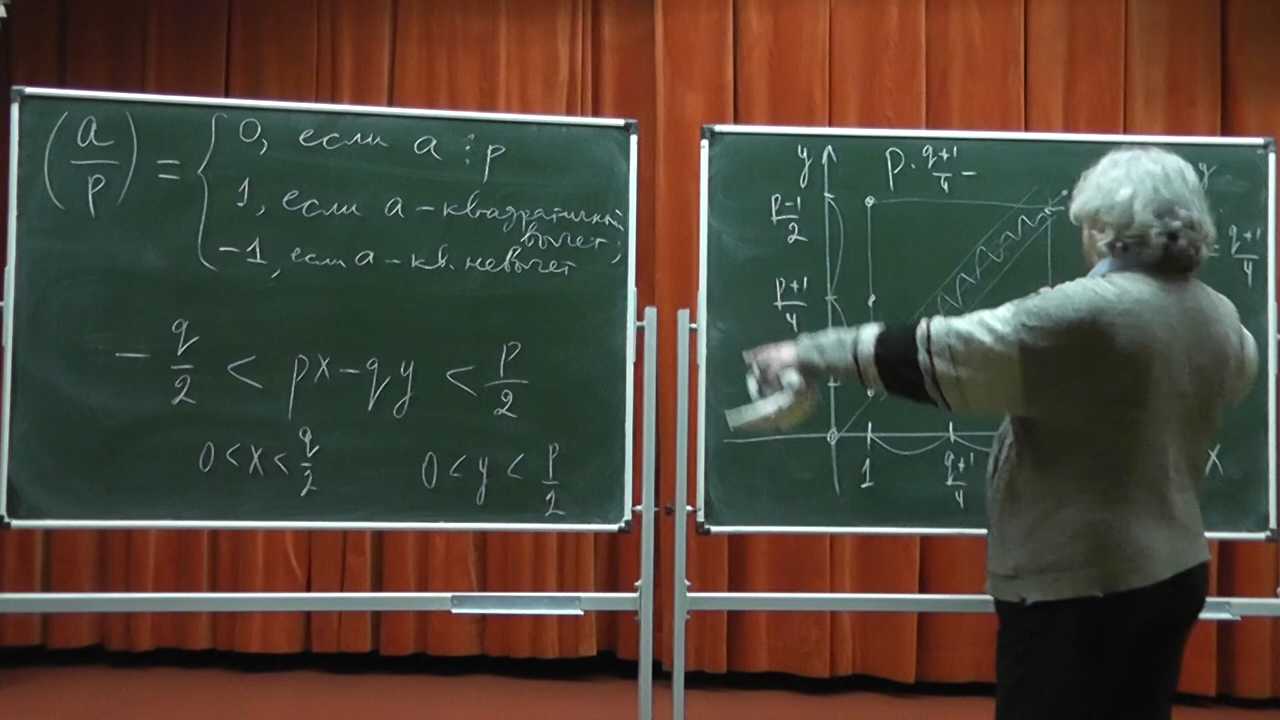 (a/p) = { 0, если a ⋮ p
1, если a – квадратичный
вычет;
–1, если a – кв. невычет
– q/2 < px – qy < p/2
0 < x < q/2 0 < y < p/2
y p · (q+1)/4 – y
(p–1)/2
= (q+1)/4
(p+1)/4
1 (q+1)/4 x